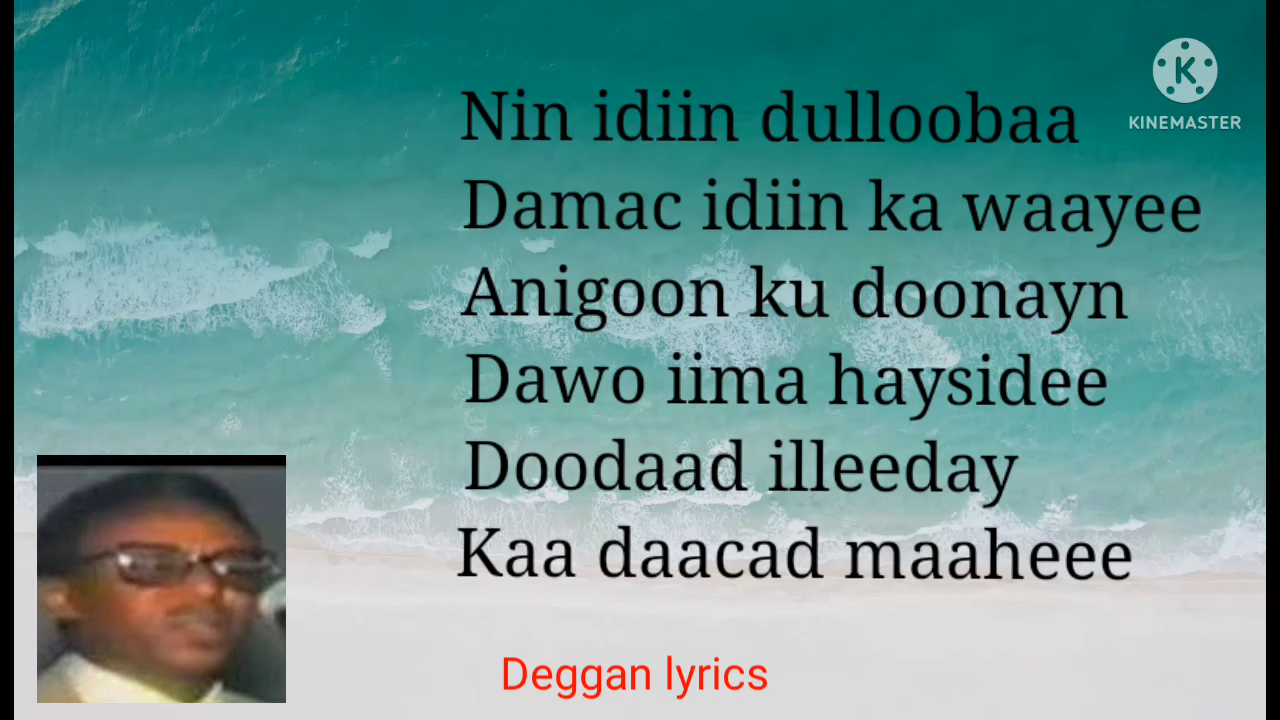 Nin idiin dulloobaa
Damac idiin ka waayee
Anigoon ku doonayn
Dawo iima haysidee
Doodaad illeeday
Kaa daacad maaheee
K
KINEMASTER
Deggan lyrics